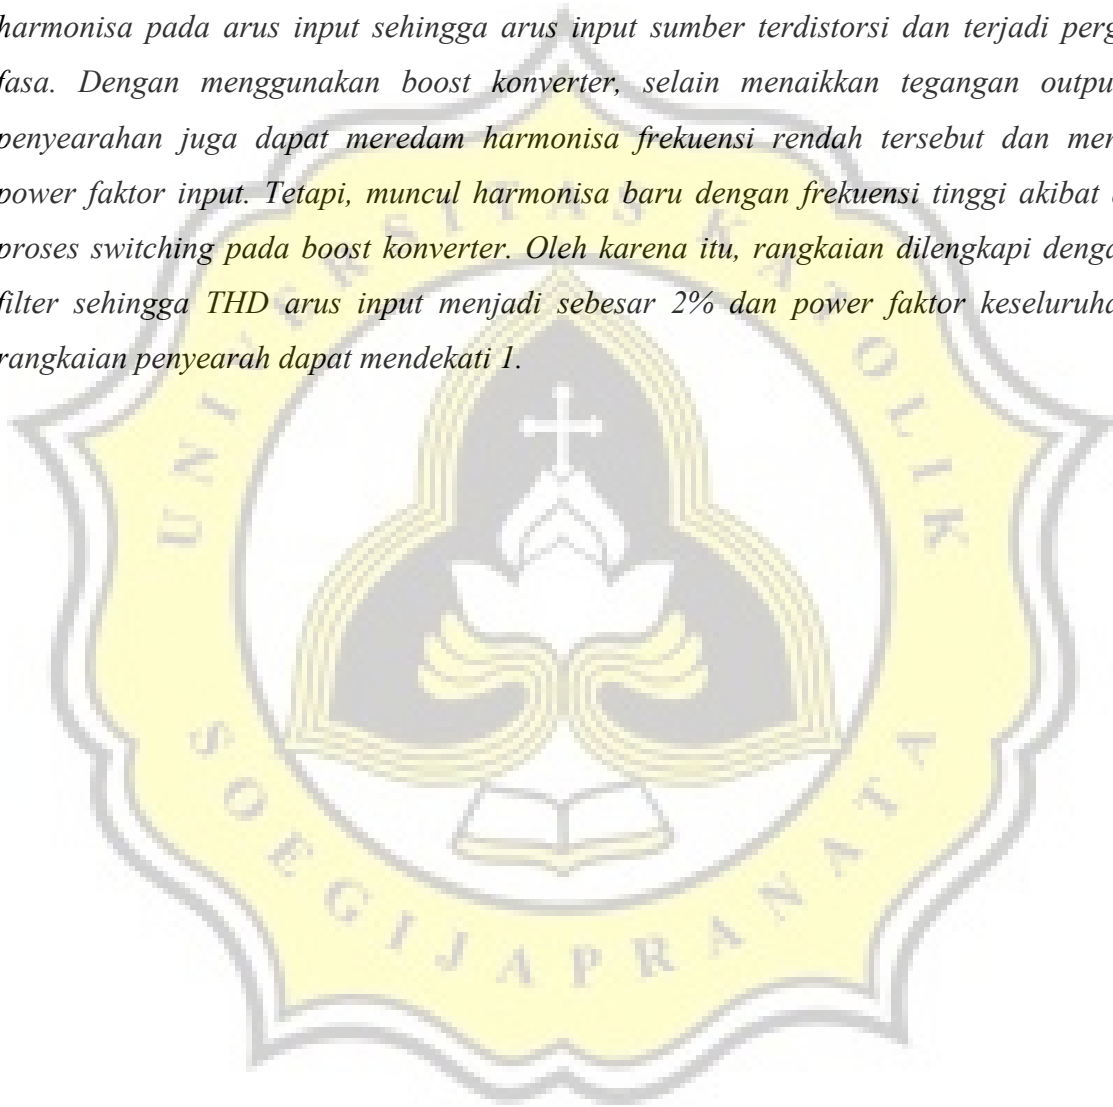 harmonisa pada arus input sehingga arus input sumber terdistorsi dan terjadi perg
fasa. Dengan menggunakan boost konverter, selain menaikkan tegangan outpu
penyearahan juga dapat meredam harmonisa frekuensi rendah tersebut dan men
power faktor input. Tetapi, muncul harmonisa baru dengan frekuensi tinggi akibat
proses switching pada boost konverter. Oleh karena itu, rangkaian dilengkapi denga
filter sehingga THD arus input menjadi sebesar 2% dan power faktor keseluruha
rangkaian penyearah dapat mendekati 1.
UNIVERSITAS KATOLIK
SOEGIJAPRANATA